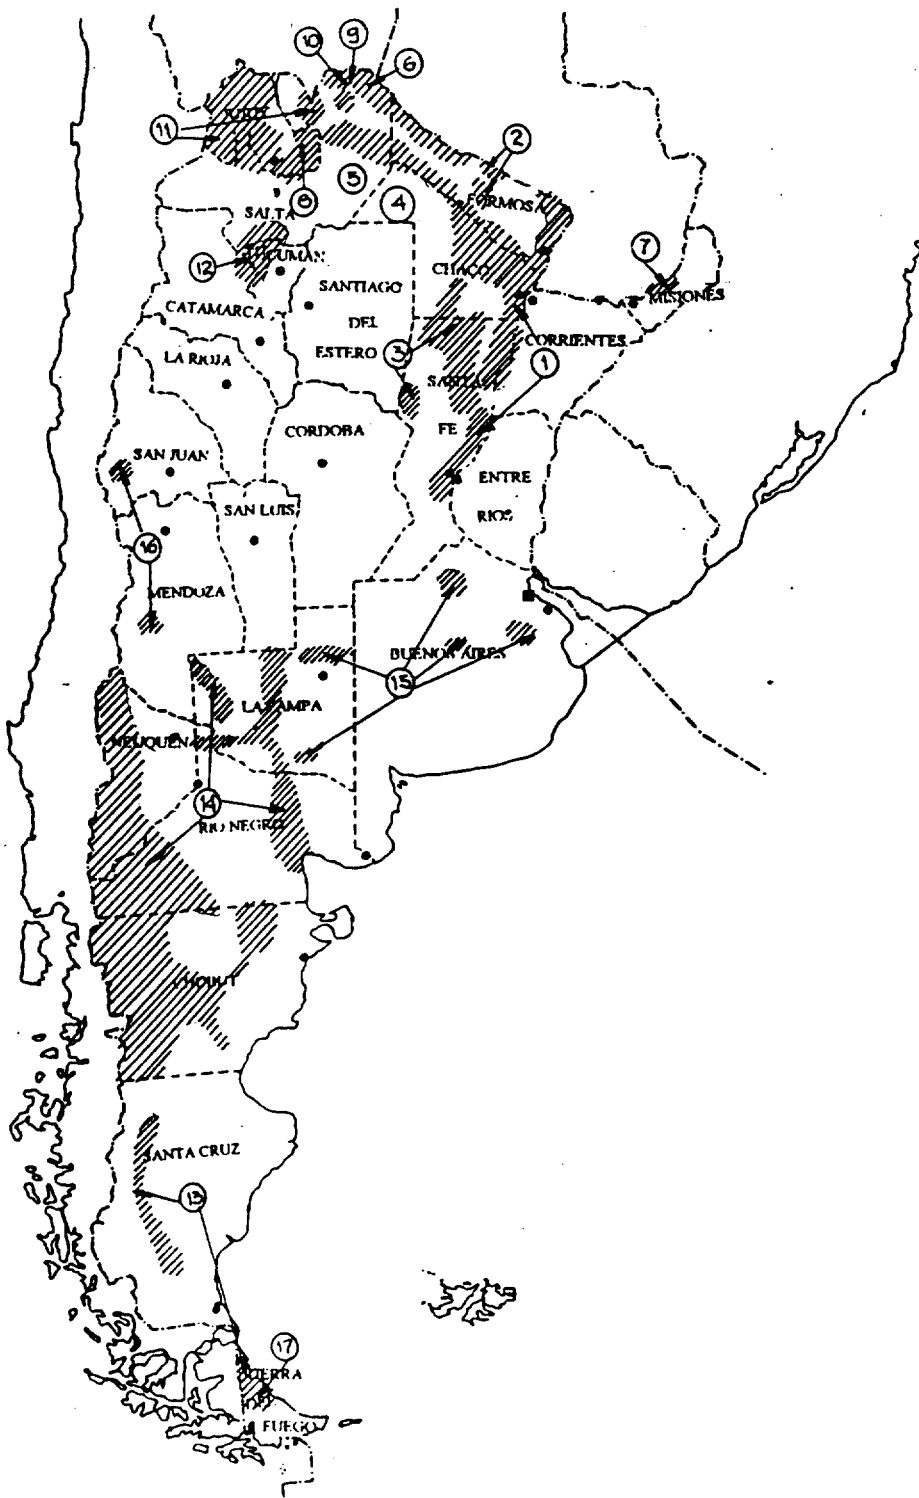 9
10
6
JUJUY
11
2
5
8
4
FORMOSA
SALTA
7
12
TUCUMAN
CHACO
SANTIAGO
MISIONES
DEL
CATAMARCA
ESTERO
3
CORRIENTES
LA RIOJA
1
SANTA
CORDOBA
FE
SAN JUAN
ENTRE
SAN LUIS
RIOS
16
MENDOZA
BUENOS AIRES
15
LA PAMPA
NEUQUEN
14
RIO NEGRO
CHUBUT
SANTA CRUZ
13
17
TIERRA
DEL
FUEGO